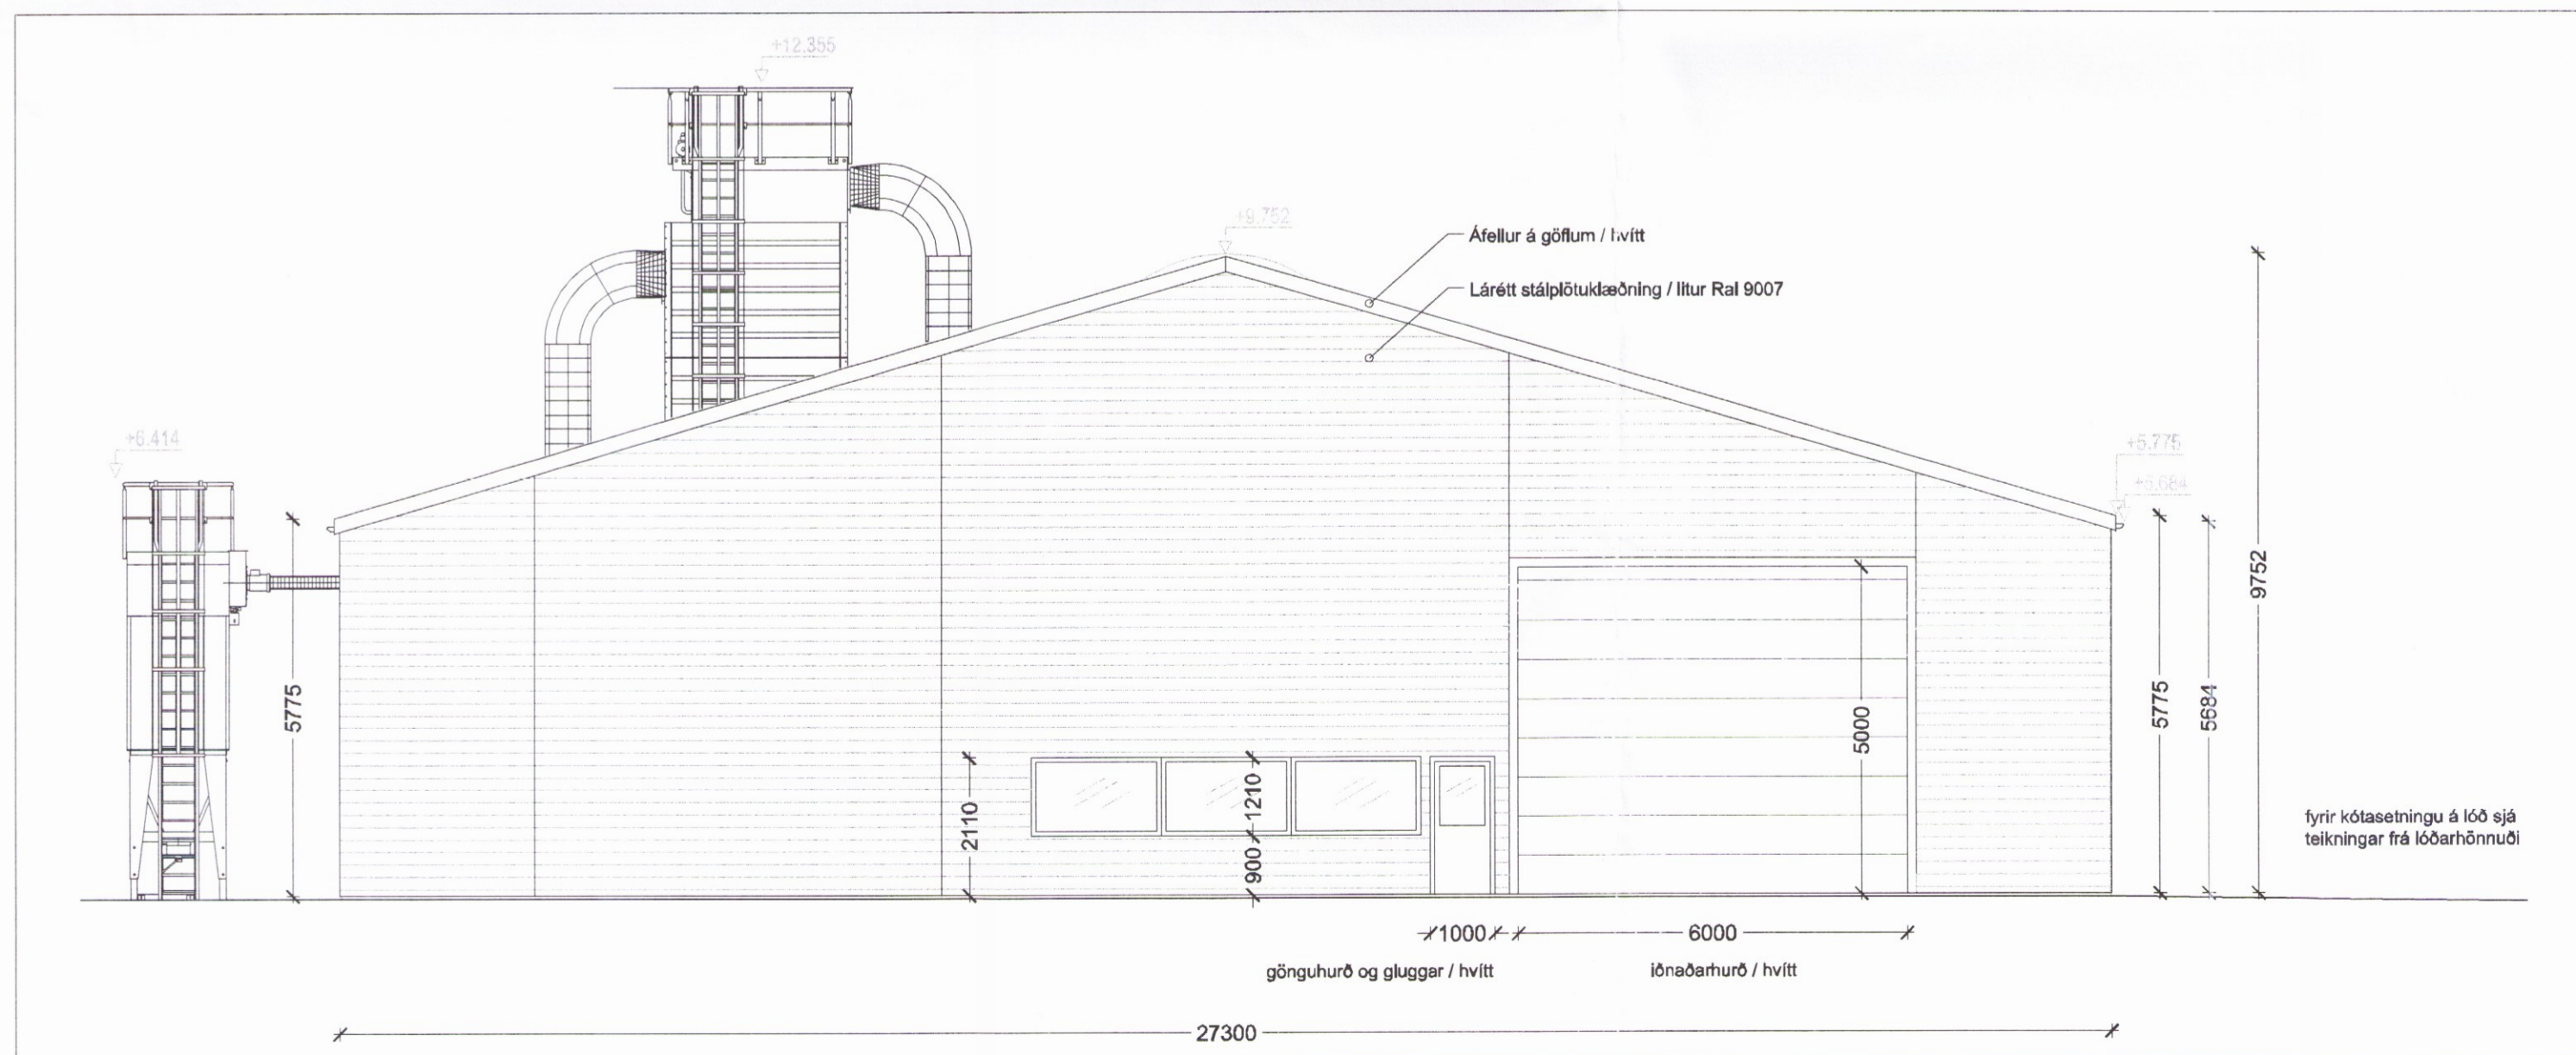 +12.355
+9.752
Áfellur á göflum / hvítt
Lárétt stálplötuklæðning / litur Ral 9007
+6.414
+5.775
+5.684
9752
5775
5775
5684
5000
2110
1210
900
fyrir kótasetningu á lóð sjá
teikningar frá lóðarhönnuði
1000
6000
gönguhurð og gluggar / hvítt
iðnaðarhurð / hvítt
27300